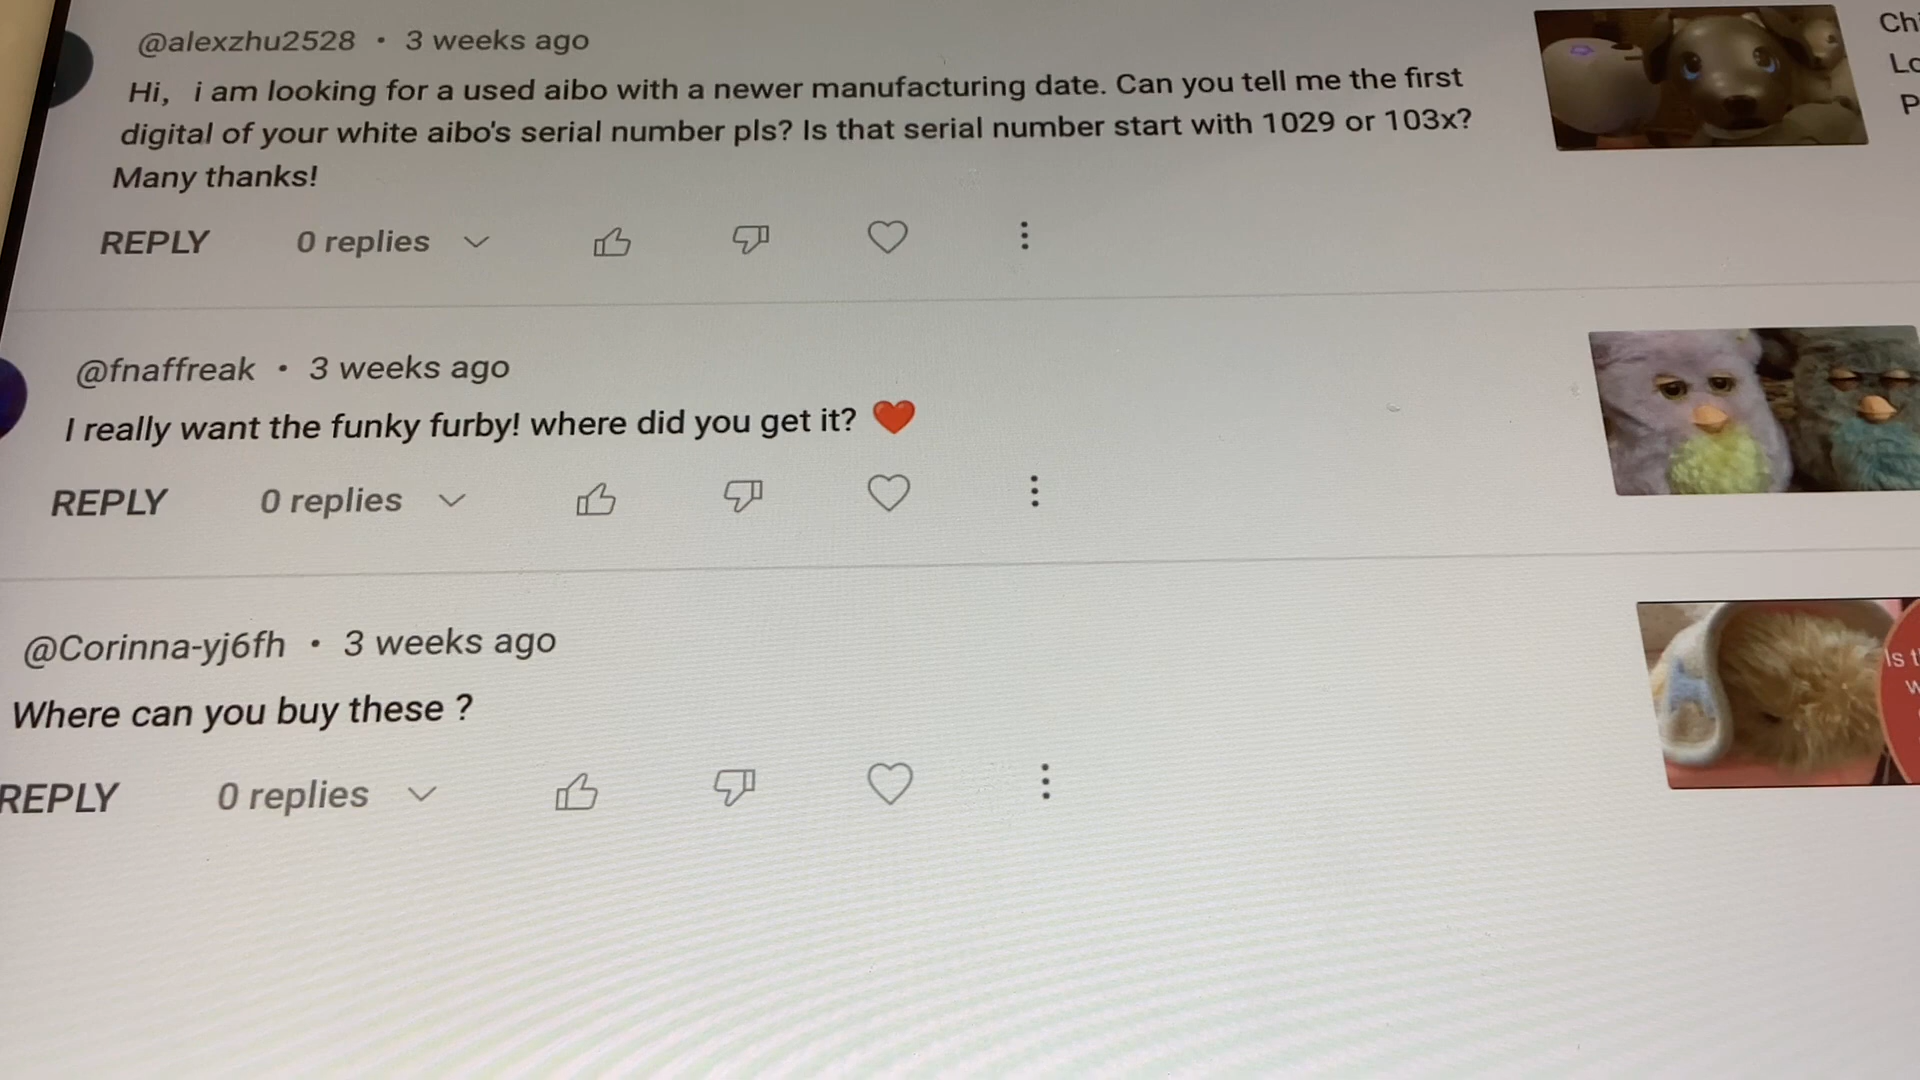 @alexzhu2528 • 3 weeks ago
Hi, i am looking for a used aibo with a newer manufacturing date. Can you tell me the first
digital of your white aibo's serial number pls? Is that serial number start with 1029 or 103x?
Many thanks!
REPLY 0 replies
@fnaffreak • 3 weeks ago
I really want the funky furby! where did you get it? ❤️
REPLY 0 replies
@Corinna-yj6fh • 3 weeks ago
Where can you buy these ?
REPLY 0 replies